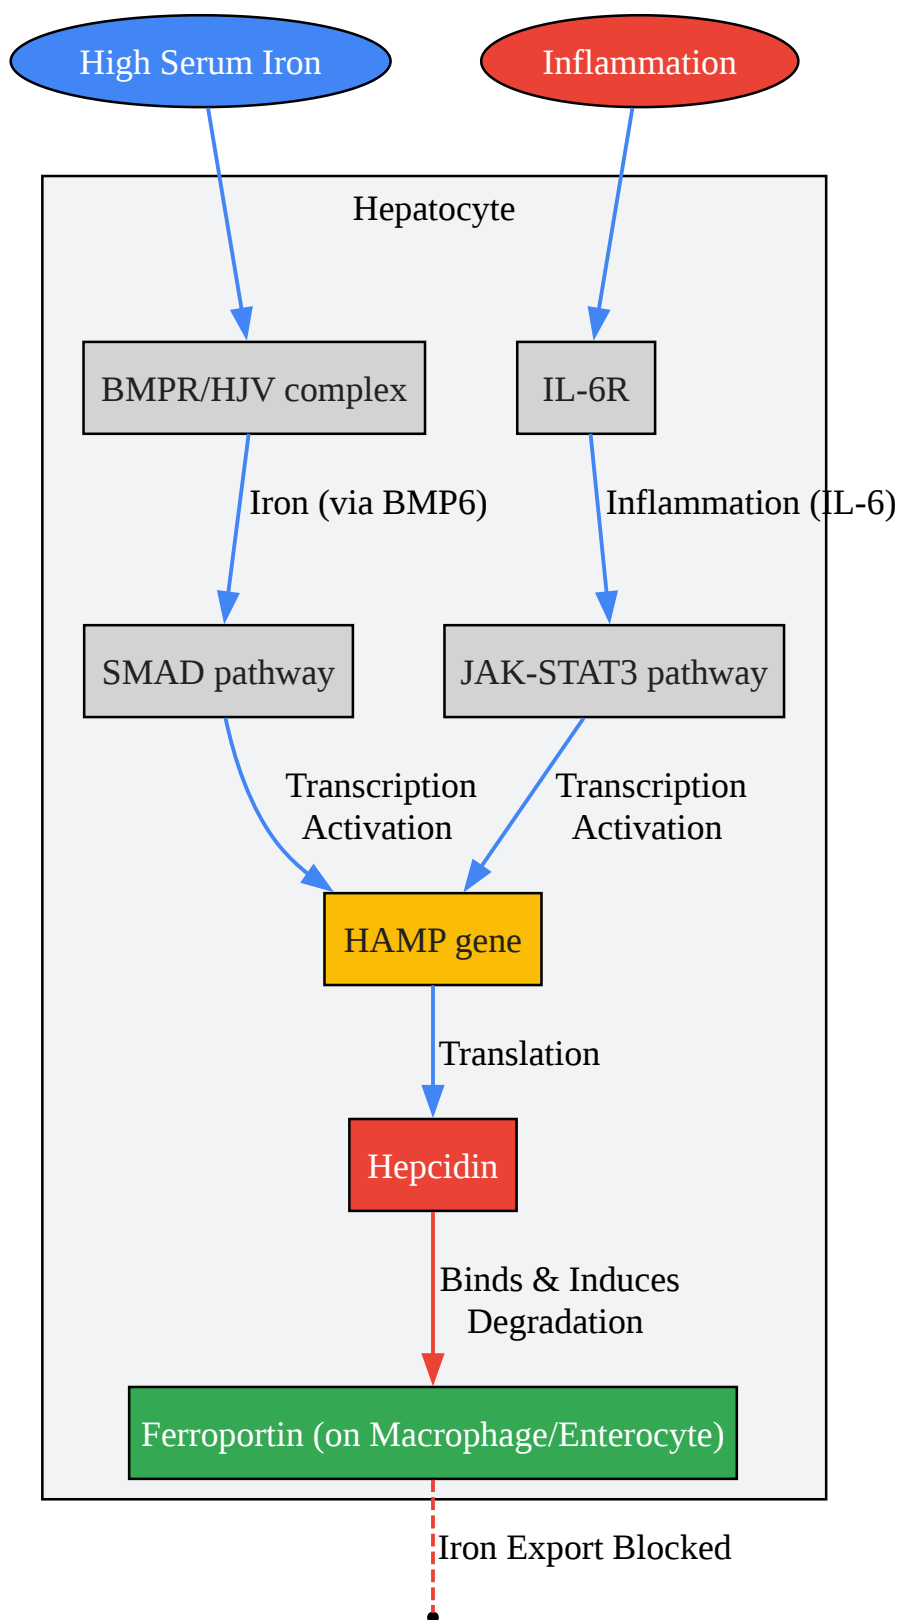 High Serum Iron
Inflammation
Hepatocyte
BMPR/HJV complex
IL-6R
Iron (via BMP6)
Inflammation (IL-6)
SMAD pathway
JAK-STAT3 pathway
Transcription
Activation
Transcription
Activation
HAMP gene
Translation
Hepcidin
Binds & Induces
Degradation
Ferroportin (on Macrophage/Enterocyte)
Iron Export Blocked